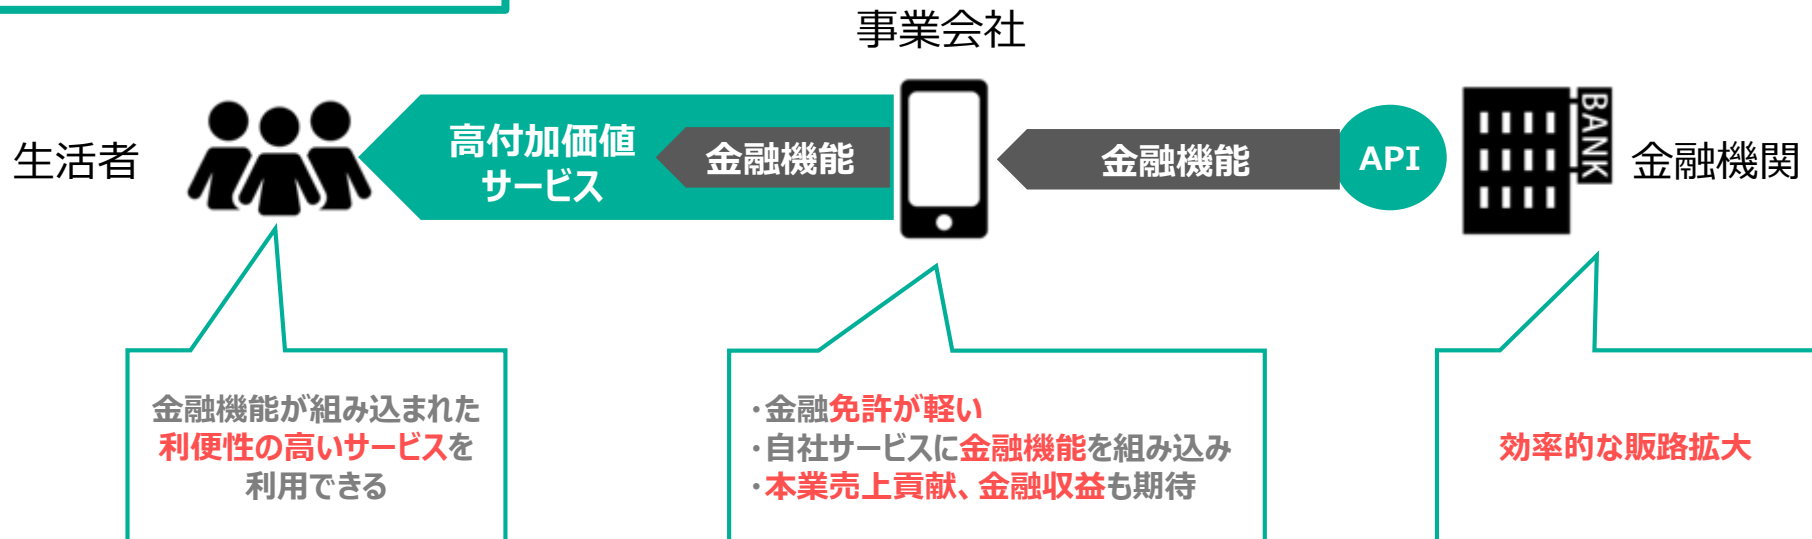 事業会社
生活者
高付加価値
サービス
金融機能
金融機能
API
BANK
金融機関
金融機能が組み込まれた
利便性の高いサービスを
利用できる
・金融免許が軽い
・自社サービスに金融機能を組み込み
・本業売上貢献、金融収益も期待
効率的な販路拡大